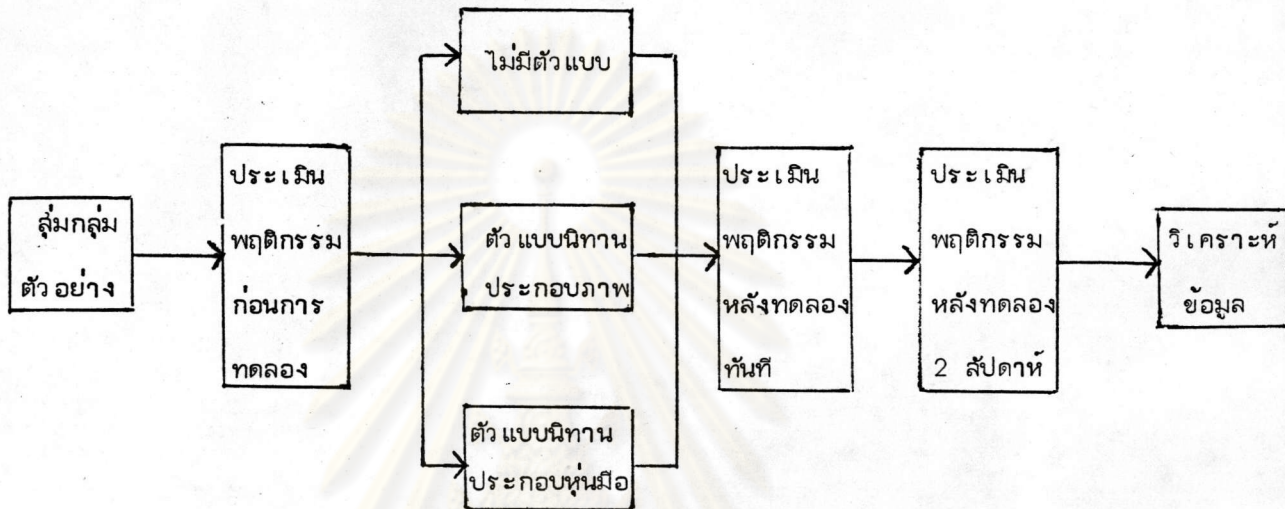 สุ่มกลุ่ม
ตัวอย่าง
ประเมิน
พฤติกรรม
ก่อนการ
ทดลอง
ไม่มีตัวแบบ
ตัวแบบนิทาน
ประกอบภาพ
ตัวแบบนิทาน
ประกอบหุ่นมือ
ประเมิน
พฤติกรรม
หลังทดลอง
ทันที
ประเมิน
พฤติกรรม
หลังทดลอง
2 สัปดาห์
วิเคราะห์
ข้อมูล